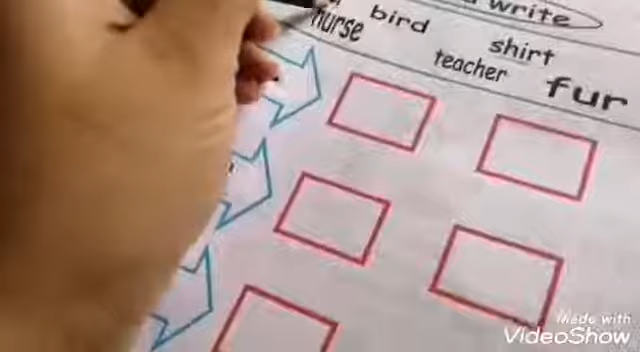 write
nurse bird shirt
teacher fur
Made with
VideoShow